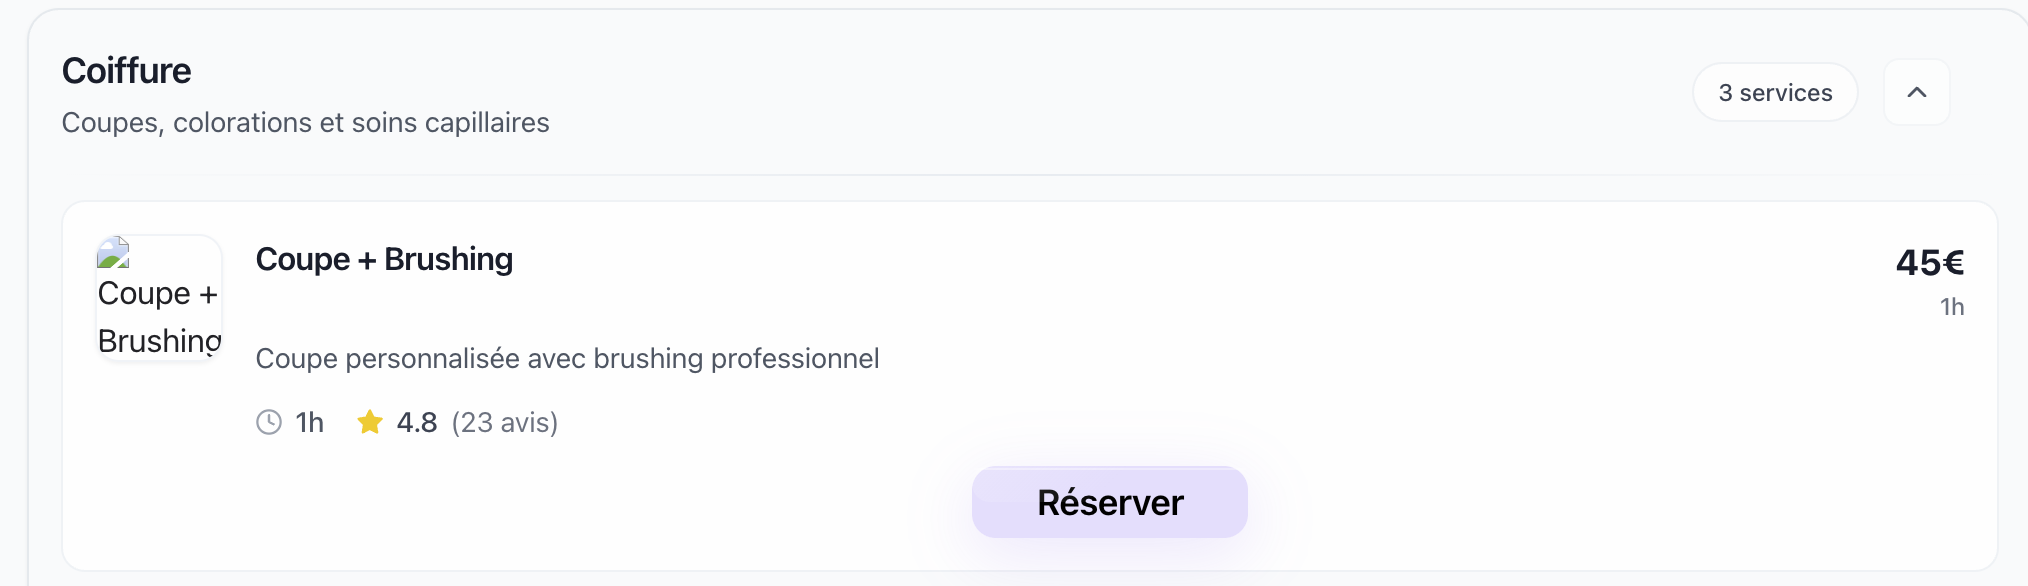 Coiffure
Coupes, colorations et soins capillaires
3 services
Coupe +
Brushing
Coupe + Brushing
45€
1h
Coupe personnalisée avec brushing professionnel
1h 4.8 (23 avis)
Réserver